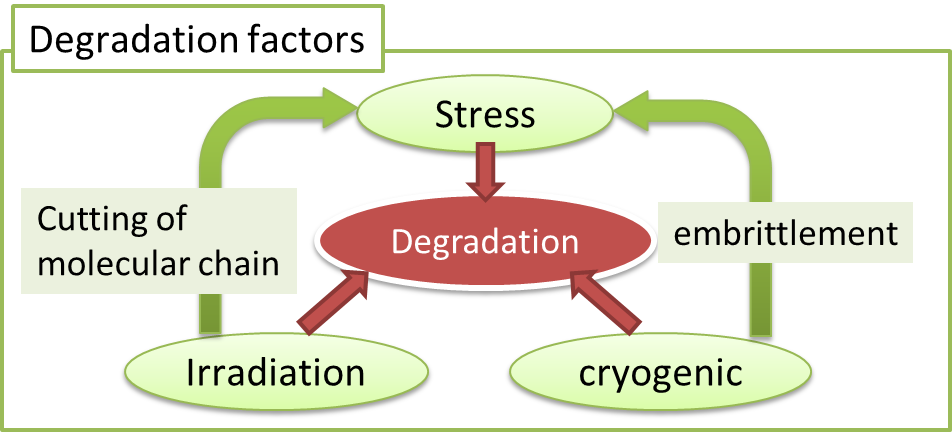 Degradation factors
Stress
Cutting of
molecular chain
Degradation
embrittlement
Irradiation
cryogenic